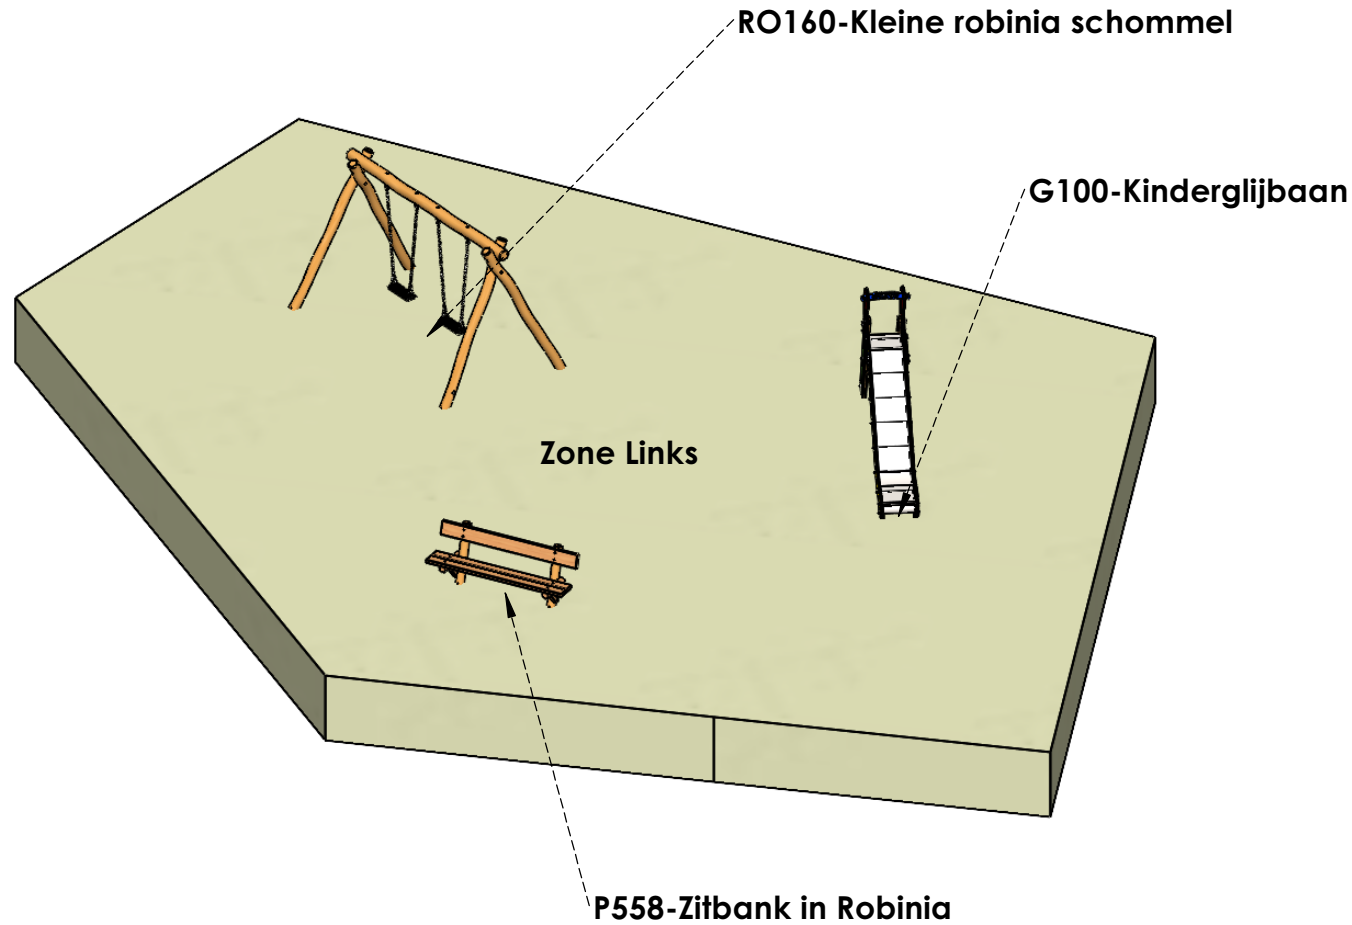 RO160-Kleine robinia schommel
G100-Kinderglijbaan
Zone Links
P558-Zitbank in Robinia